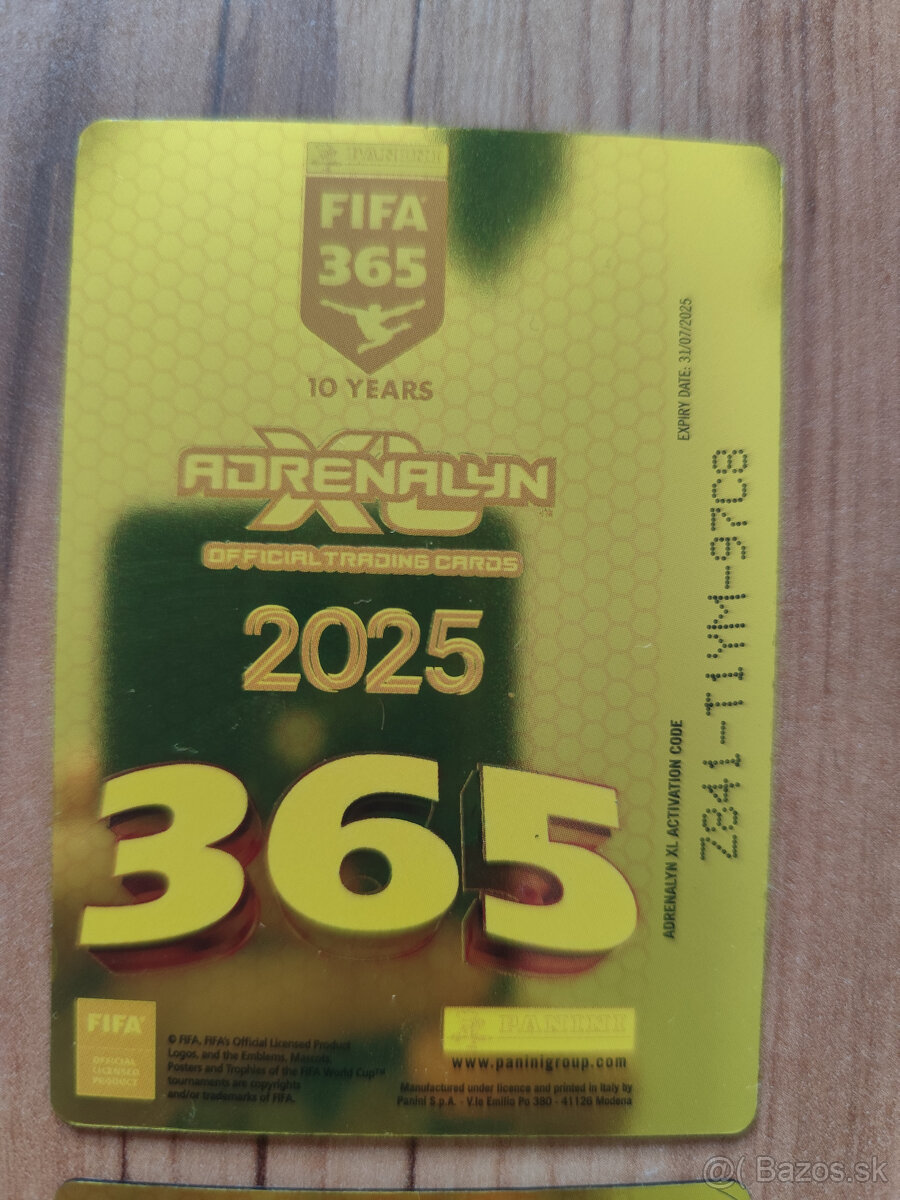 PANINI
FIFA
365
10 YEARS
ADRENALYN
XL
OFFICIAL TRADING CARDS
2025
365
EXPIRY DATE: 31/07/2025
ADRENALYN XL ACTIVATION CODE
Z841-T1YM-97C8
FIFA
OFFICIAL
LICENSED
PRODUCT
© FIFA, FIFA's Official Licensed Product
Logos, and the Emblems, Mascots,
Posters and Trophies of the FIFA World Cup™
tournaments are copyrights
and/or trademarks of FIFA.
PANINI
www.paninigroup.com
Manufactured under licence and printed in Italy by
Panini S.p.A. - V.le Emilio Po 380 - 41126 Modena
@( Bazos.sk